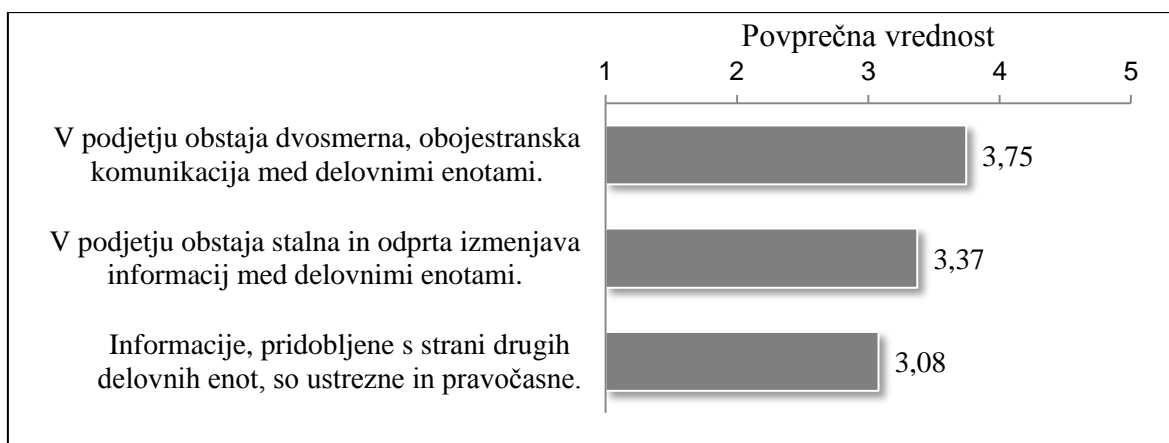 Povprečna vrednost
1 2 3 4 5
V podjetju obstaja dvosmerna, obojestranska
komunikacija med delovnimi enotami.
3,75
V podjetju obstaja stalna in odprta izmenjava
informacij med delovnimi enotami.
3,37
Informacije, pridobljene s strani drugih
delovnih enot, so ustrezne in pravočasne.
3,08